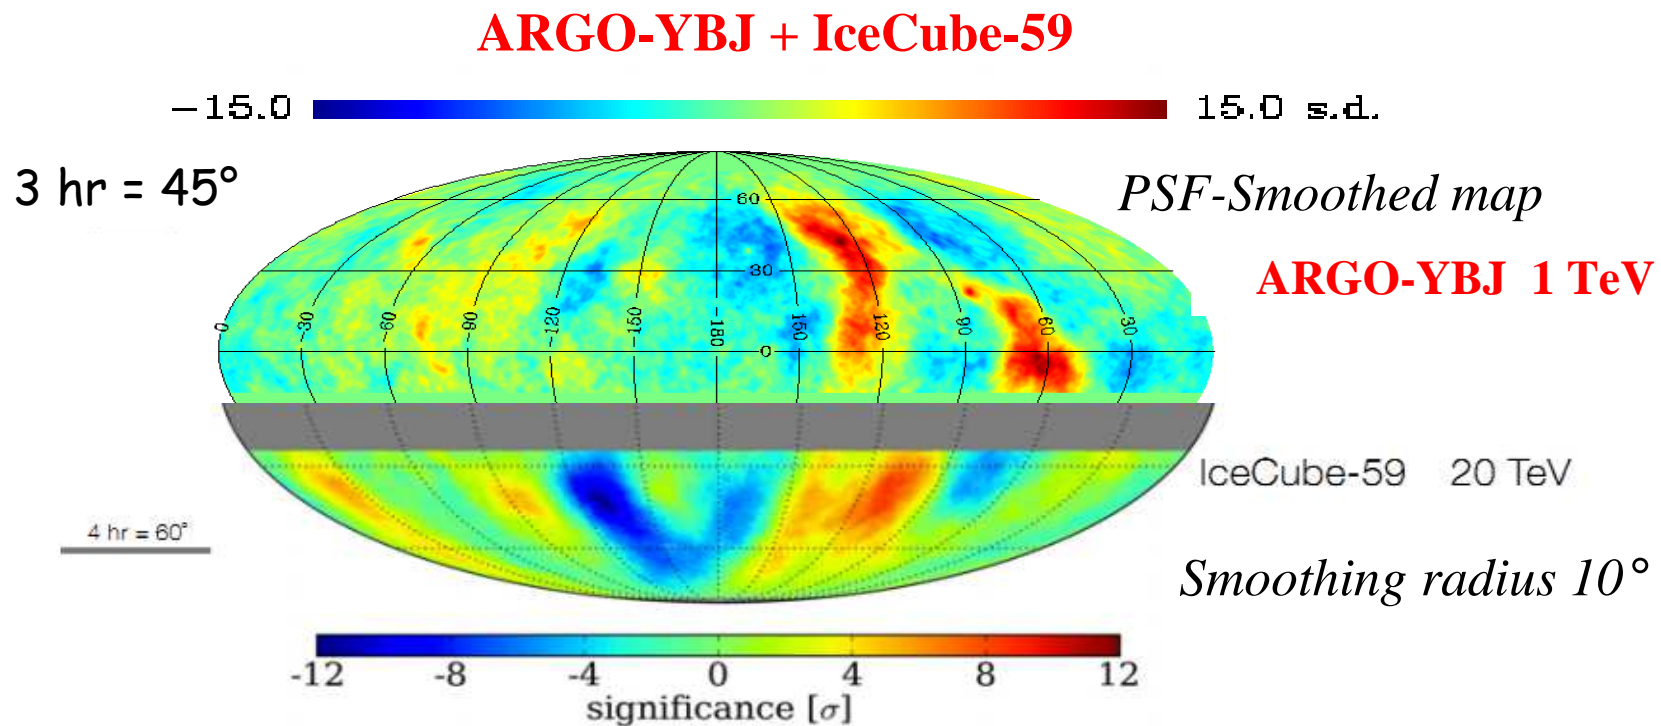 ARGO-YBJ + IceCube-59
−15.0 15.0 s.d.
3 hr = 45°
PSF-Smoothed map
ARGO-YBJ 1 TeV
60
30
0 -30 -60 -90 -120 -150 -180 150 120 90 60 30
0
IceCube-59 20 TeV
4 hr = 60°
Smoothing radius 10°
-12 -8 -4 0 4 8 12
significance [σ]